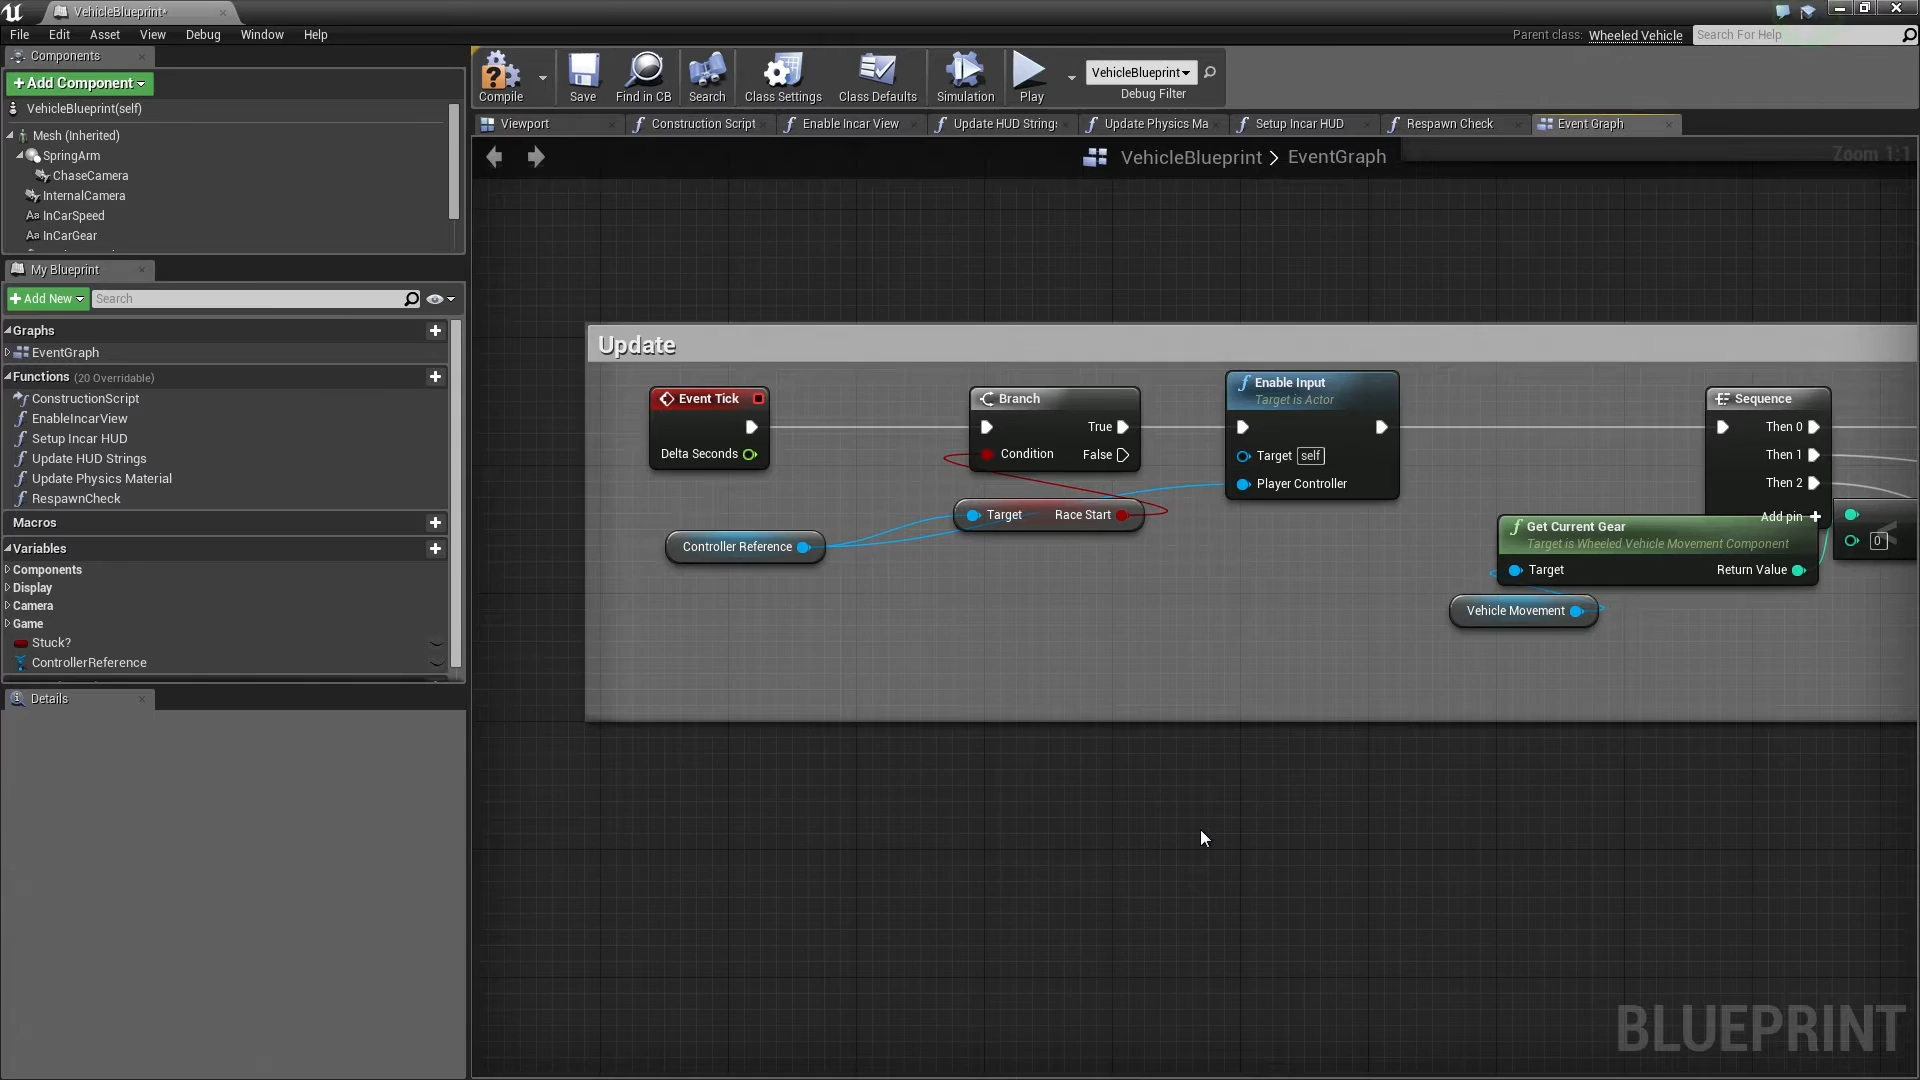 VehicleBlueprint*
File Edit Asset View Debug Window Help
Parent class: Wheeled Vehicle
Search For Help
Components
+Add Component
VehicleBlueprint(self)
Mesh (Inherited)
SpringArm
ChaseCamera
InternalCamera
Aa InCarSpeed
Aa InCarGear
My Blueprint
+Add New
Search
Graphs
EventGraph
Functions (20 Overridable)
ConstructionScript
EnableIncarView
Setup Incar HUD
Update HUD Strings
Update Physics Material
RespawnCheck
Macros
Variables
Components
Display
Camera
Game
Stuck?
ControllerReference
Details
Compile
Save
Find in CB
Search
Class Settings
Class Defaults
Simulation
Play
VehicleBlueprint
Debug Filter
Viewport
Construction Script
Enable Incar View
Update HUD String
Update Physics Ma
Setup Incar HUD
Respawn Check
Event Graph
VehicleBlueprint > EventGraph
Zoom 1:1
Update
Event Tick
Delta Seconds
Branch
True
Condition
False
Target
Race Start
Controller Reference
Enable Input
Target is Actor
Target self
Player Controller
Sequence
Then 0
Then 1
Then 2
Add pin +
Get Current Gear
Target is Wheeled Vehicle Movement Component
Target
Return Value
Vehicle Movement
<
0
BLUEPRINT